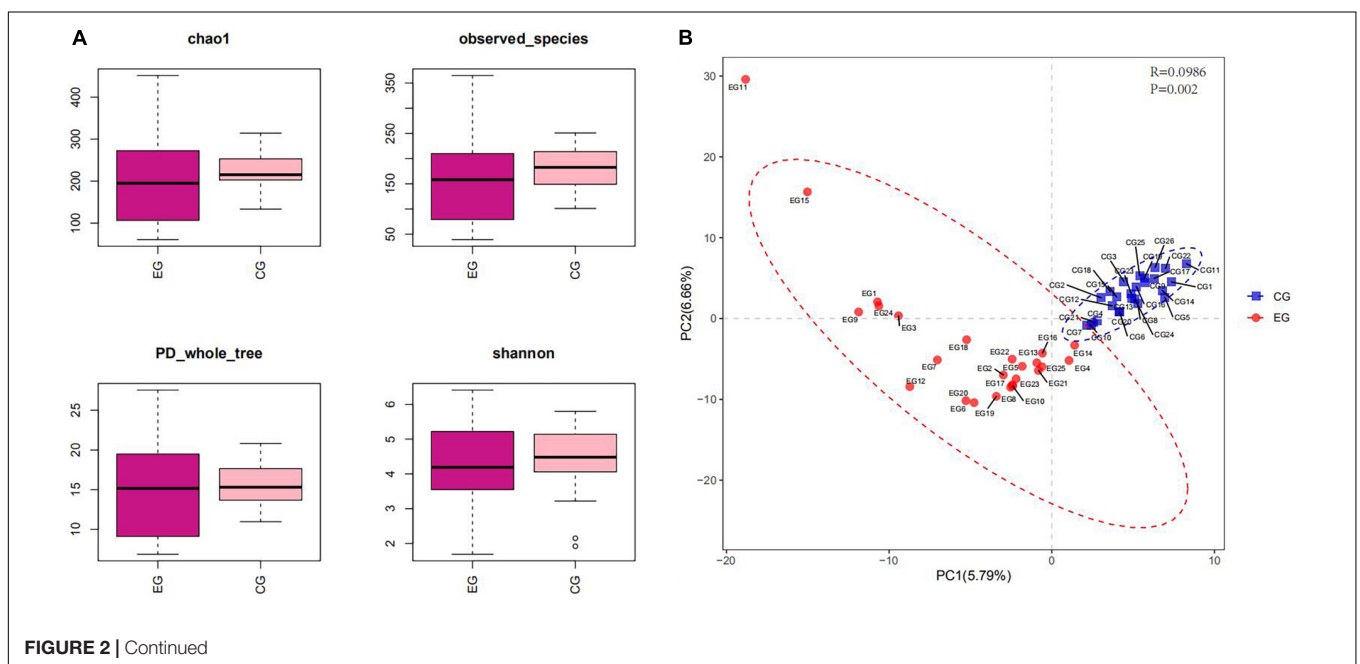 A
chao1
400
300
200
100
EG
CG
observed_species
350
250
150
50
EG
CG
PD_whole_tree
25
20
15
10
EG
CG
shannon
6
5
4
3
2
EG
CG
B
R=0.0986
P=0.002
30
20
10
0
−10
−20
PC2(6.66%)
EG11
EG15
EG1
EG24
EG9
EG3
EG18
EG7
EG12
EG22
EG13
EG16
EG14
EG2
EG5
EG25
EG4
EG17
EG23
EG21
EG20
EG6
EG19
EG8
EG10
CG25
CG26
CG3
CG22
CG18
CG23
CG17
CG11
CG2
CG1
CG12
CG13
CG14
CG21
CG4
CG8
CG5
CG7
CG10
CG20
CG6
CG24
−20
−10
0
10
PC1(5.79%)
CG
EG
FIGURE 2 | Continued